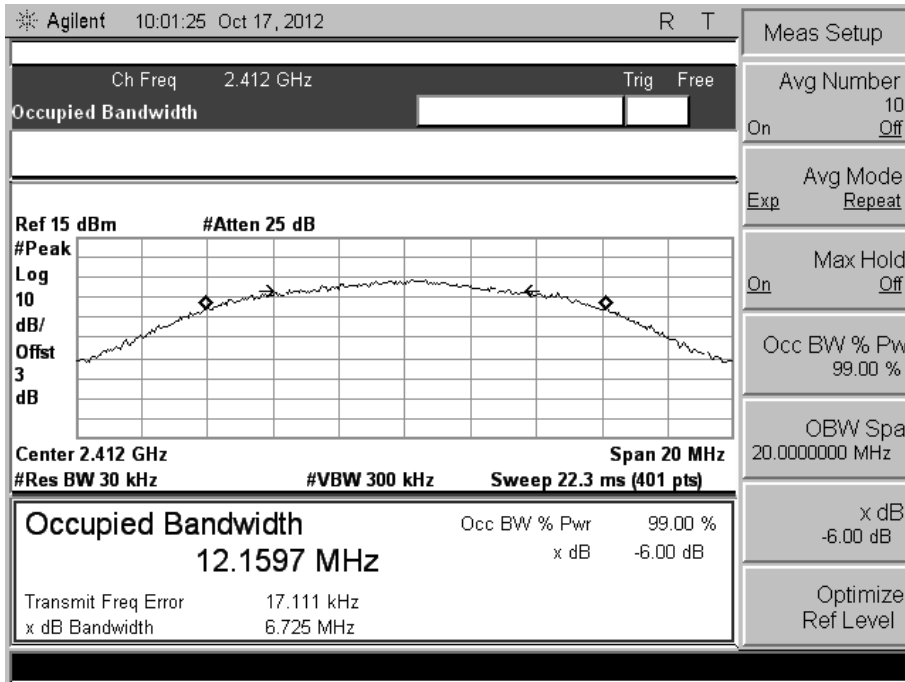 Agilent 10:01:25 Oct 17, 2012 R T
Ch Freq 2.412 GHz Trig Free
Occupied Bandwidth
Ref 15 dBm #Atten 25 dB
#Peak
Log
10
dB/
Offst
3
dB
Center 2.412 GHz Span 20 MHz
#Res BW 30 kHz #VBW 300 kHz Sweep 22.3 ms (401 pts)
Occupied Bandwidth
12.1597 MHz
Occ BW % Pwr 99.00 %
x dB -6.00 dB
Transmit Freq Error 17.111 kHz
x dB Bandwidth 6.725 MHz
Meas Setup
Avg Number
10
On Off
Avg Mode
Exp Repeat
Max Hold
On Off
Occ BW % Pw
99.00 %
OBW Spa
20.0000000 MHz
x dB
-6.00 dB
Optimize
Ref Level